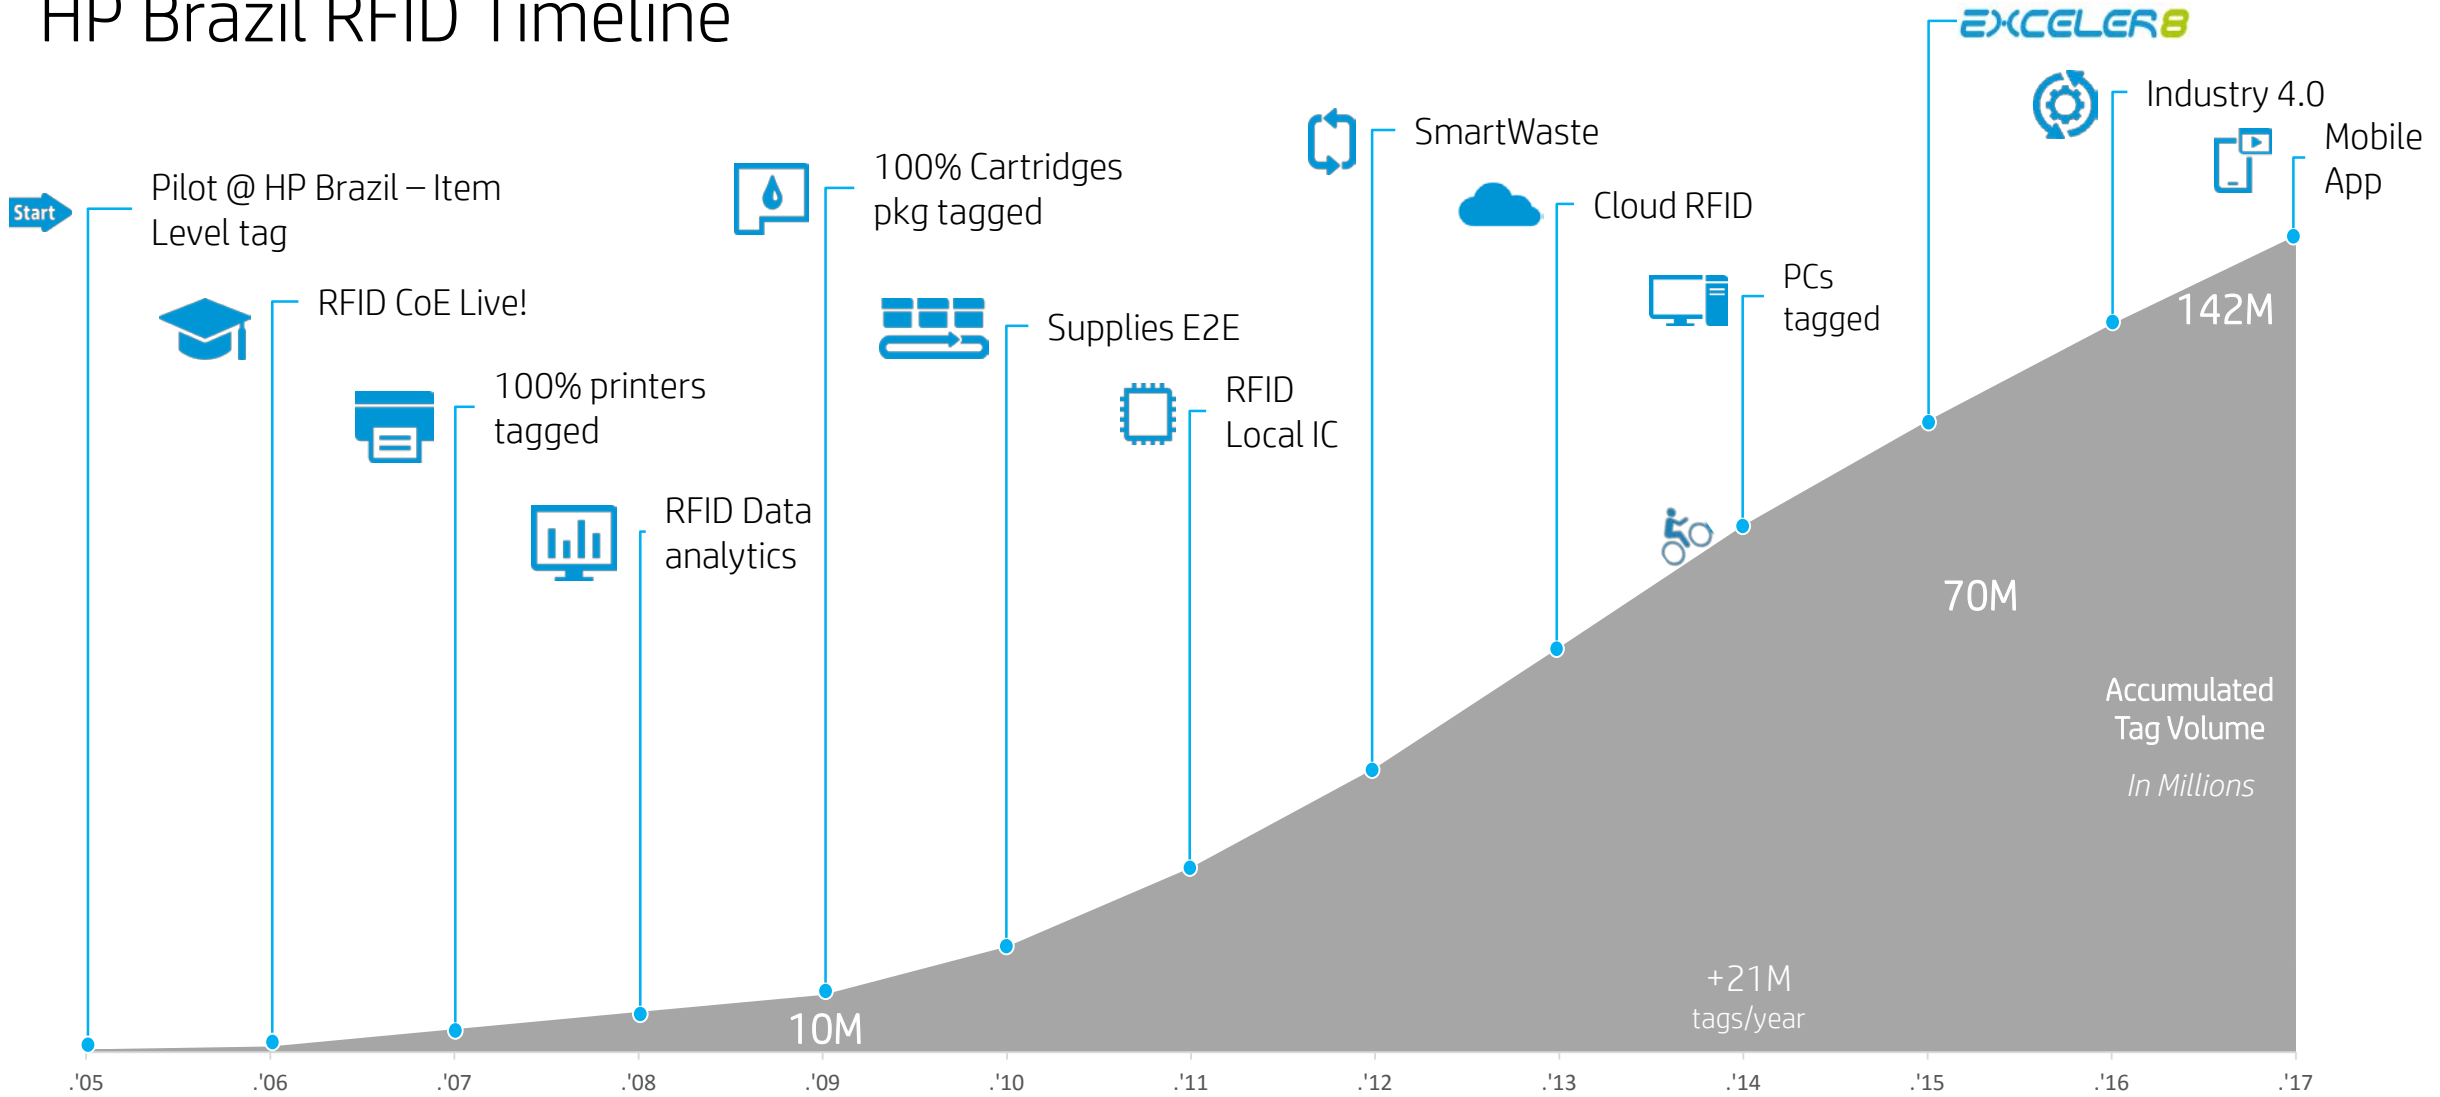 HP Brazil RFID Timeline
EXCELER8
Industry 4.0
Mobile
App
SmartWaste
100% Cartridges
pkg tagged
Start
Pilot @ HP Brazil – Item
Level tag
Cloud RFID
PCs
tagged
RFID CoE Live!
Supplies E2E
142M
100% printers
tagged
RFID
Local IC
RFID Data
analytics
70M
Accumulated
Tag Volume
In Millions
+21M
tags/year
10M
.'05 .'06 .'07 .'08 .'09 .'10 .'11 .'12 .'13 .'14 .'15 .'16 .'17